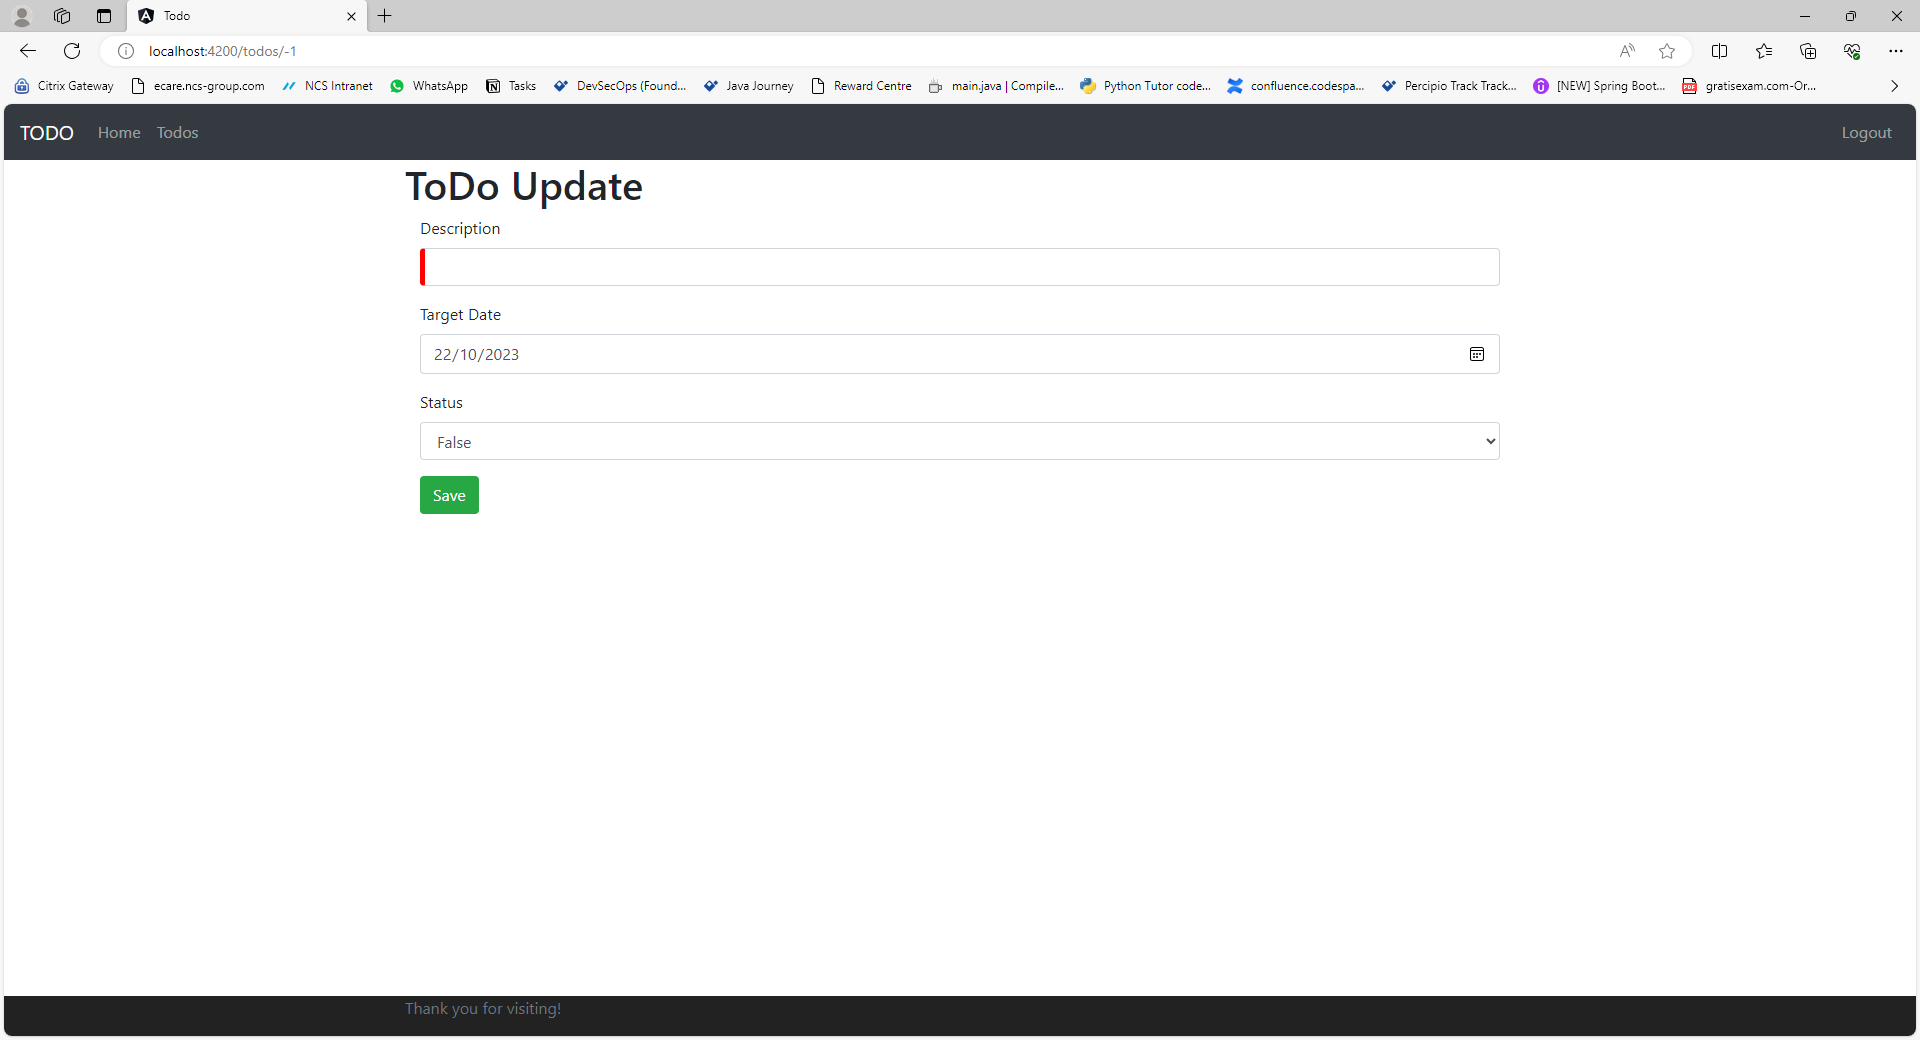 Todo
localhost:4200/todos/-1
Citrix Gateway ecare.ncs-group.com NCS Intranet WhatsApp Tasks DevSecOps (Found... Java Journey Reward Centre main.java | Compile... Python Tutor code... confluence.codespa... Percipio Track Track... [NEW] Spring Boot... gratisexam.com-Or...
TODO Home Todos Logout
ToDo Update
Description
Target Date
22/10/2023
Status
False
Save
Thank you for visiting!